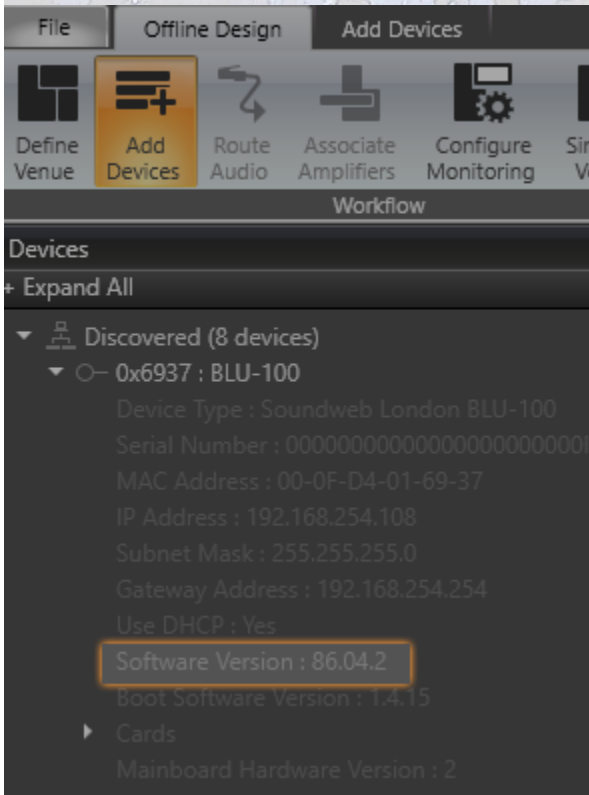 File Offline Design Add Devices
Define Venue
Add Devices
Route Audio
Associate Amplifiers
Configure Monitoring
Workflow
Devices
+ Expand All
Discovered (8 devices)
0x6937 : BLU-100
Device Type : Soundweb London BLU-100
Serial Number :
MAC Address : 00-0F-D4-01-69-37
IP Address : 192.168.254.108
Subnet Mask : 255.255.255.0
Gateway Address : 192.168.254.254
Use DHCP : Yes
Software Version : 86.04.2
Boot Software Version : 1.4.15
Cards
Mainboard Hardware Version : 2